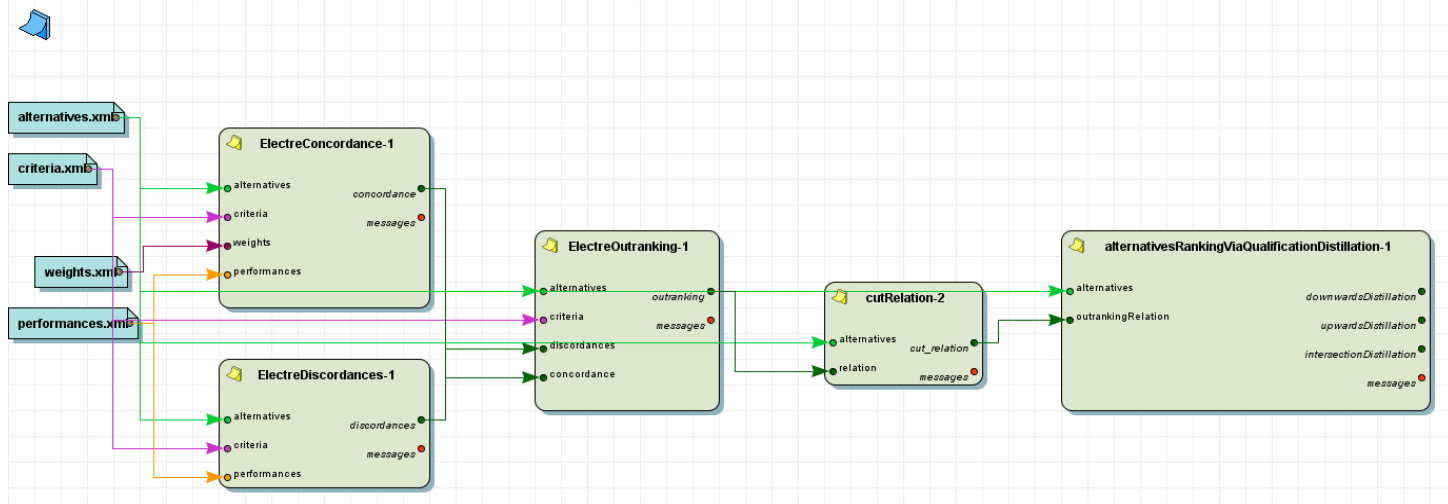 alternatives.xml
criteria.xml
weights.xml
performances.xml
ElectreConcordance-1
alternatives
criteria
weights
performances
concordance
messages
ElectreDiscordances-1
alternatives
criteria
performances
discordances
messages
ElectreOutranking-1
alternatives
criteria
discordances
concordance
outranking
messages
cutRelation-2
alternatives
relation
cut_relation
messages
alternativesRankingViaQualificationDistillation-1
alternatives
outrankingRelation
downwardsDistillation
upwardsDistillation
intersectionDistillation
messages